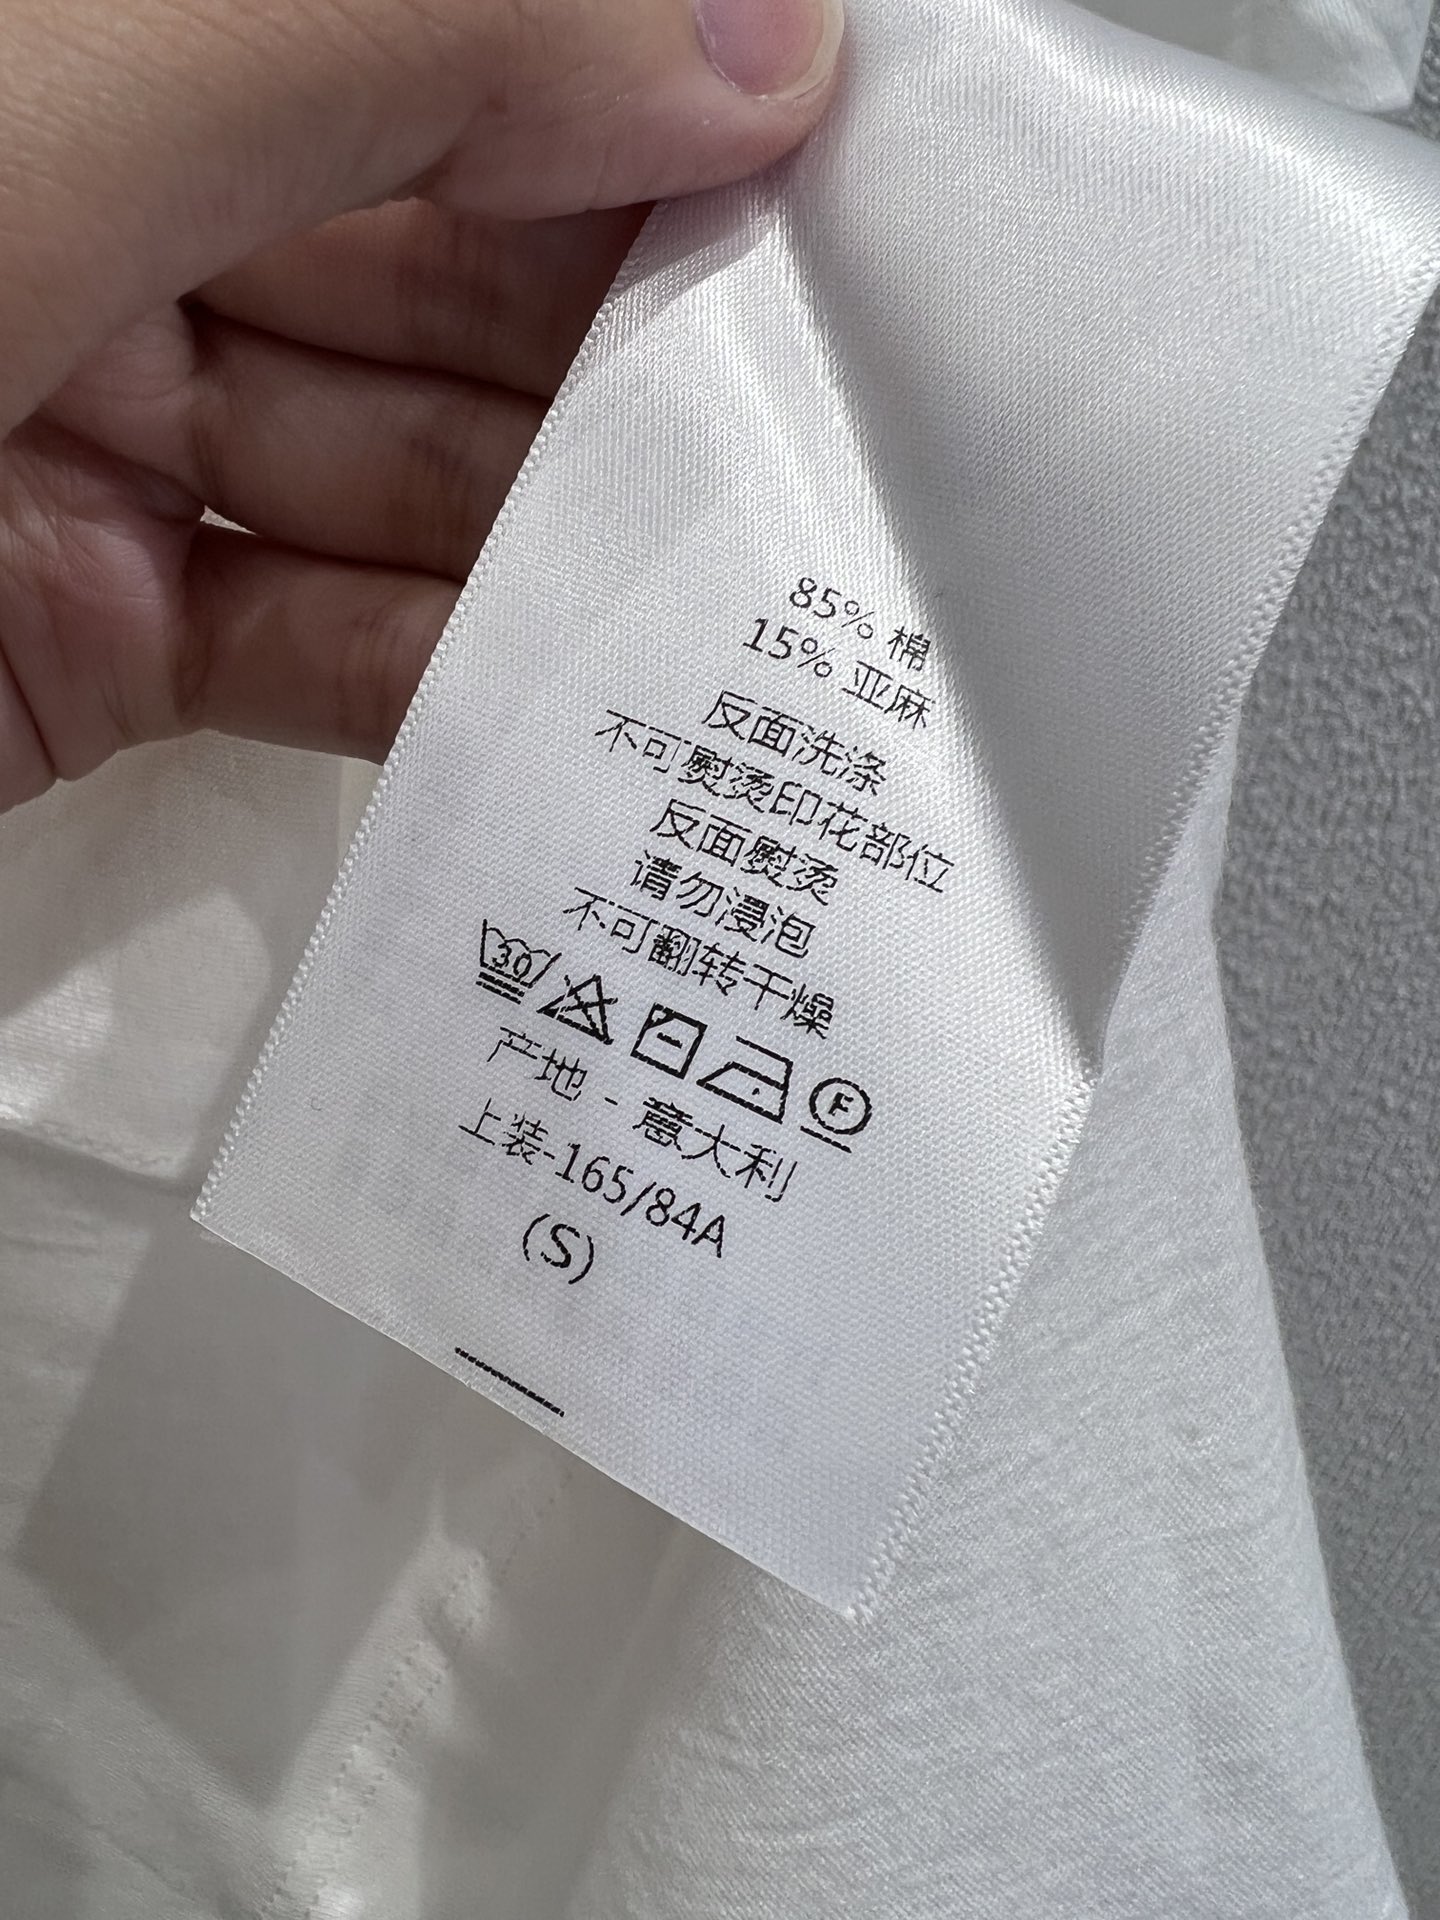 85% 棉
15% 亚麻
反面洗涤
不可熨烫印花部位
反面熨烫
请勿浸泡
不可翻转干燥
30 F
产地 - 意大利
上装-165/84A
(S)